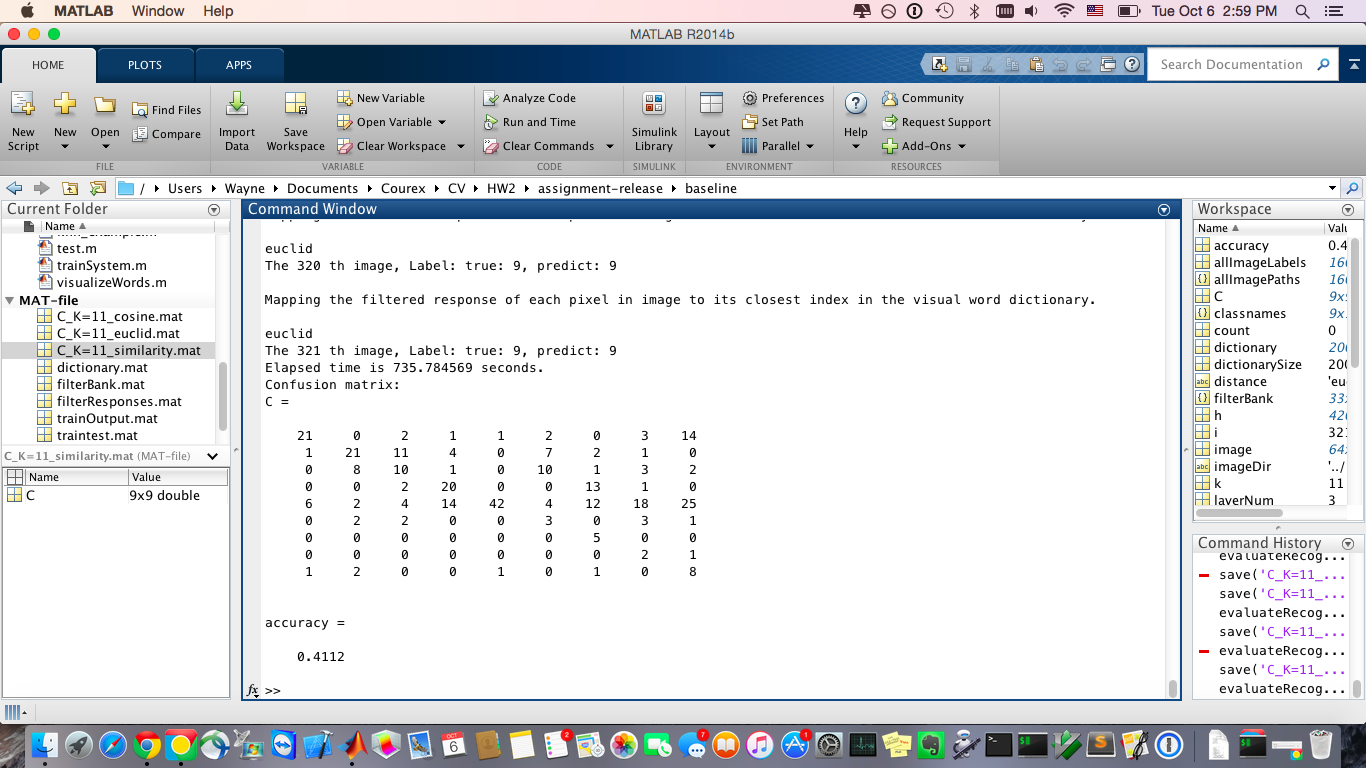 MATLAB Window Help Tue Oct 6 2:59 PM
MATLAB R2014b
HOME PLOTS APPS Search Documentation
New Script
New
Open
Find Files
Compare
FILE
Import Data
Save Workspace
New Variable
Open Variable
Clear Workspace
VARIABLE
Analyze Code
Run and Time
Clear Commands
CODE
Simulink Library
SIMULINK
Layout
Preferences
Set Path
Parallel
ENVIRONMENT
Help
Community
Request Support
Add-Ons
RESOURCES
/ Users Wayne Documents Courex CV HW2 assignment-release baseline
Current Folder
Name
test.m
trainSystem.m
visualizeWords.m
MAT-file
C_K=11_cosine.mat
C_K=11_euclid.mat
C_K=11_similarity.mat
dictionary.mat
filterBank.mat
filterResponses.mat
trainOutput.mat
traintest.mat
C_K=11_similarity.mat (MAT-file)
Name Value
C 9x9 double
Command Window
euclid
The 320 th image, Label: true: 9, predict: 9
Mapping the filtered response of each pixel in image to its closest index in the visual word dictionary.
euclid
The 321 th image, Label: true: 9, predict: 9
Elapsed time is 735.784569 seconds.
Confusion matrix:
C =
21 0 2 1 1 2 0 3 14
1 21 11 4 0 7 2 1 0
0 8 10 1 0 10 1 3 2
0 0 2 20 0 0 13 1 0
6 2 4 14 42 4 12 18 25
0 2 2 0 0 3 0 3 1
0 0 0 0 0 0 5 0 0
0 0 0 0 0 0 0 2 1
1 2 0 0 1 0 1 0 8
accuracy =
0.4112
fx >>
Workspace
Name Valu
accuracy 0.4
allImageLabels 160
allImagePaths 160
C 9x
classnames 9x
count 0
dictionary 200
dictionarySize 200
distance 'eu
filterBank 33
h 420
i 321
image 64
imageDir '../
k 11
layerNum 3
Command History
evaluateRecog...
save('C_K=11_...
save('C_K=11_...
evaluateRecog...
save('C_K=11_...
evaluateRecog...
save('C_K=11_...
evaluateRecog...